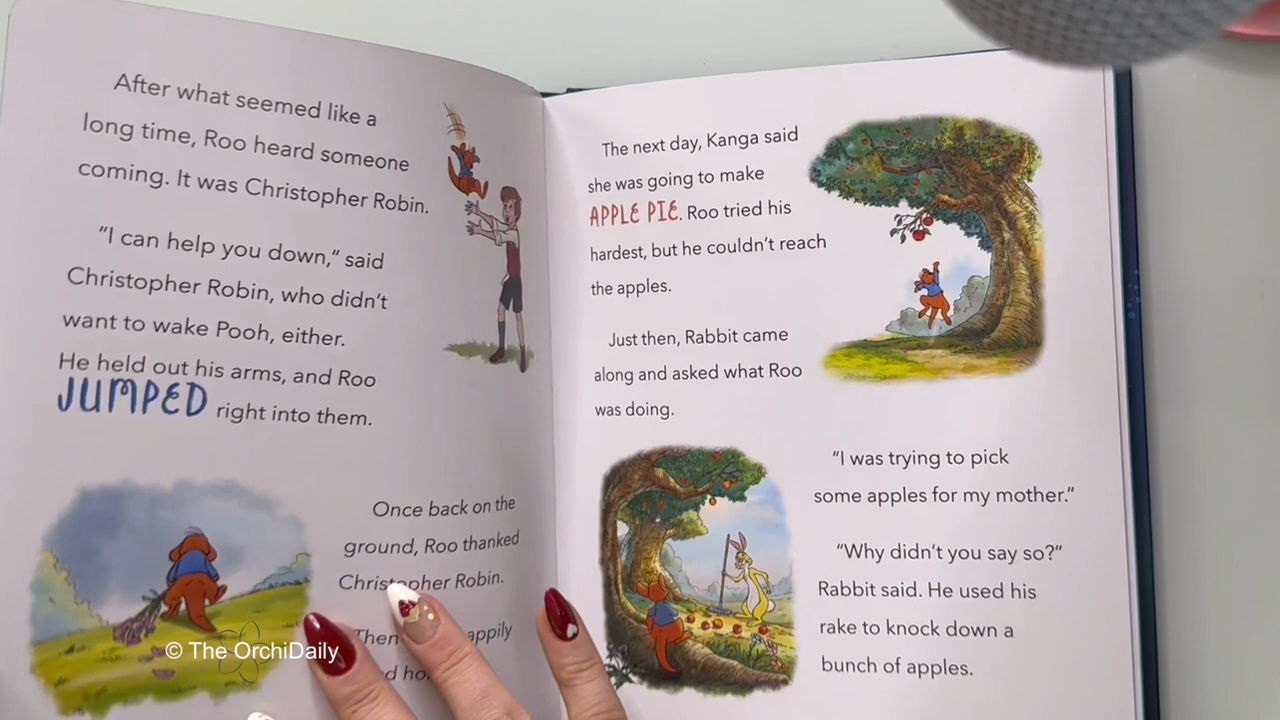 After what seemed like a
long time, Roo heard someone
coming. It was Christopher Robin.
"I can help you down," said
Christopher Robin, who didn't
want to wake Pooh, either.
He held out his arms, and Roo
JUMPED right into them.
Once back on the
ground, Roo thanked
Christopher Robin.
Then
The next day, Kanga said
she was going to make
APPLE PIE. Roo tried his
hardest, but he couldn't reach
the apples.
Just then, Rabbit came
along and asked what Roo
was doing.
"I was trying to pick
some apples for my mother."
"Why didn't you say so?"
Rabbit said. He used his
rake to knock down a
bunch of apples.
© The OrchiDaily